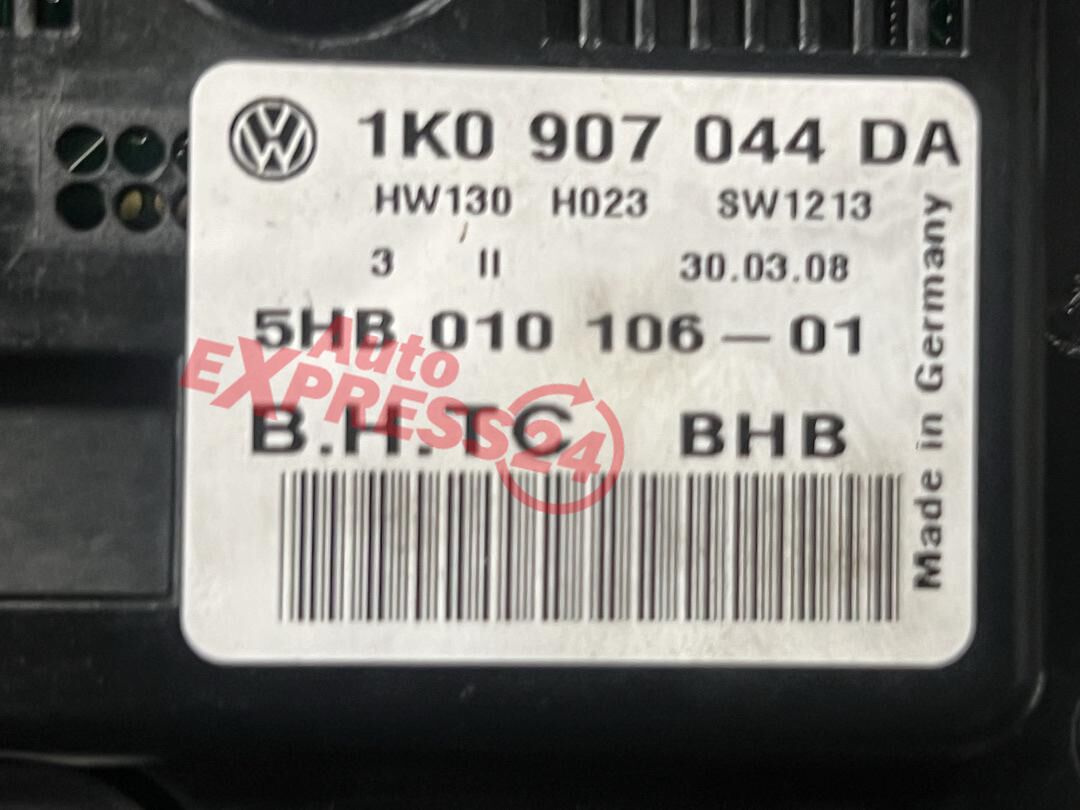 1K0 907 044 DA
HW130 H023 SW1213
3 II 30.03.08
5HB 010 106 – 01
B.H.TC BHB
Made in Germany
Auto
EXPRESS24